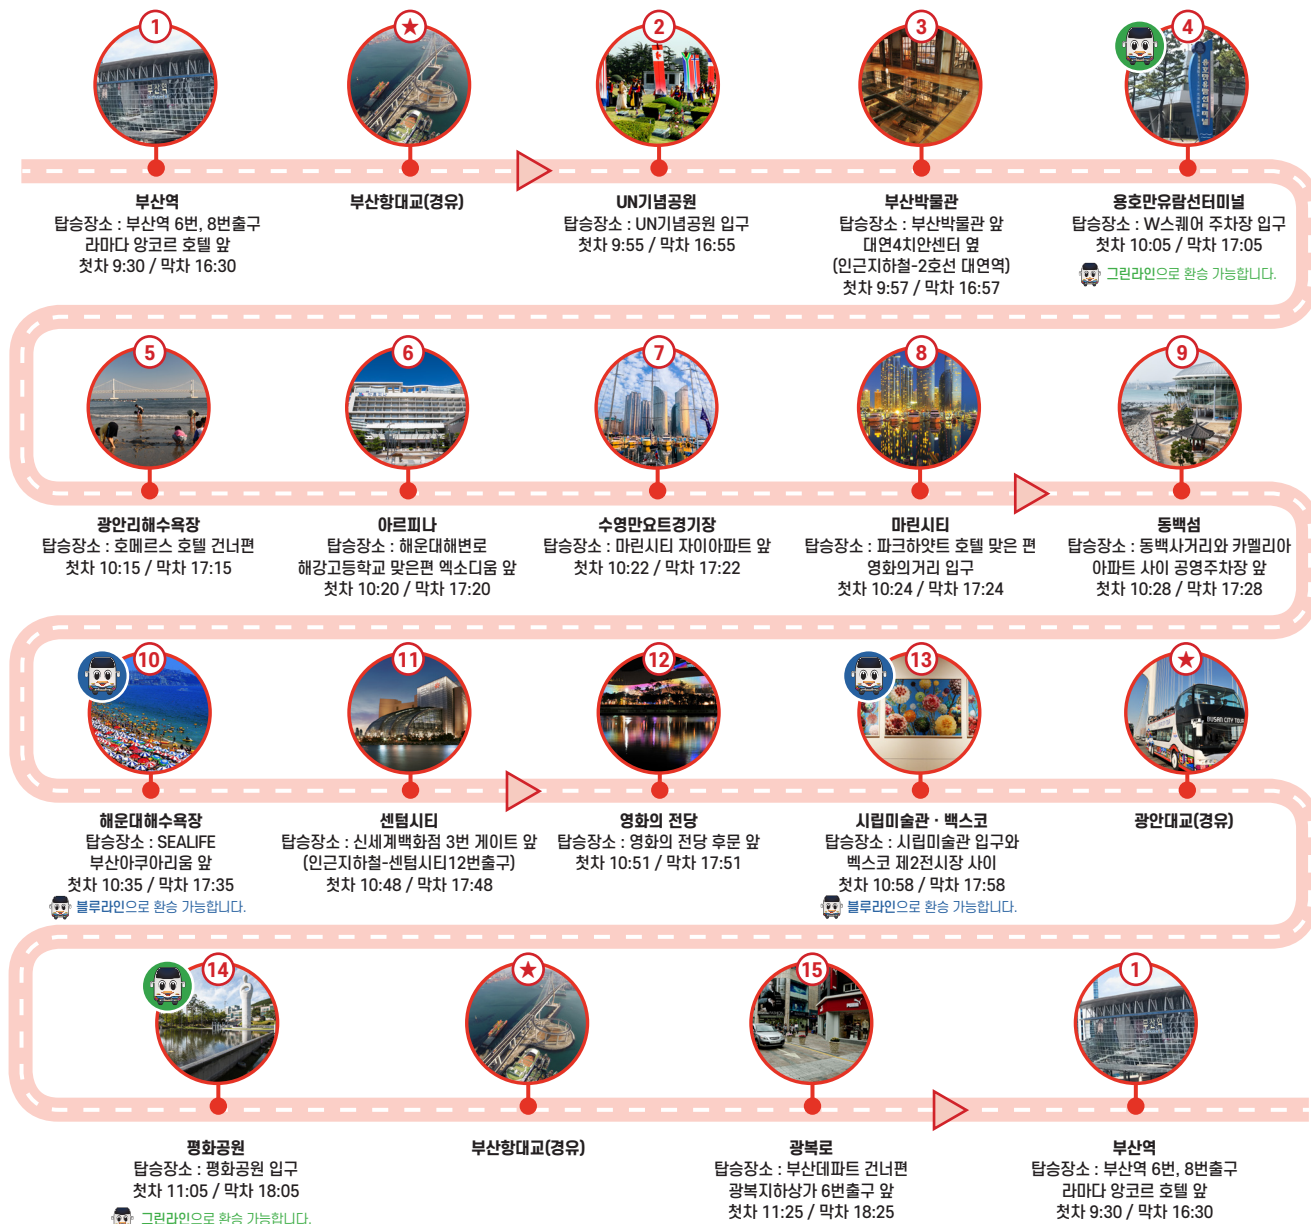 1
★
2
3
4
부산역
탑승장소 : 부산역 6번, 8번출구
라마다 앙코르 호텔 앞
첫차 9:30 / 막차 16:30
부산항대교(경유)
UN기념공원
탑승장소 : UN기념공원 입구
첫차 9:55 / 막차 16:55
부산박물관
탑승장소 : 부산박물관 앞
대연4치안센터 옆
(인근지하철-2호선 대연역)
첫차 9:57 / 막차 16:57
용호만유람선터미널
용호만유람선터미널
탑승장소 : W스퀘어 주차장 입구
첫차 10:05 / 막차 17:05
그린라인으로 환승 가능합니다.
5
6
7
8
9
광안리해수욕장
탑승장소 : 호메르스 호텔 건너편
첫차 10:15 / 막차 17:15
아르피나
탑승장소 : 해운대해변로
해강고등학교 맞은편 엑소디움 앞
첫차 10:20 / 막차 17:20
수영만요트경기장
탑승장소 : 마린시티 자이아파트 앞
첫차 10:22 / 막차 17:22
마린시티
탑승장소 : 파크하얏트 호텔 맞은 편
영화의거리 입구
첫차 10:24 / 막차 17:24
동백섬
탑승장소 : 동백사거리와 카멜리아
아파트 사이 공영주차장 앞
첫차 10:28 / 막차 17:28
10
11
12
13
★
BUSAN CITY TOUR
해운대해수욕장
탑승장소 : SEALIFE
부산아쿠아리움 앞
첫차 10:35 / 막차 17:35
블루라인으로 환승 가능합니다.
센텀시티
탑승장소 : 신세계백화점 3번 게이트 앞
(인근지하철-센텀시티12번출구)
첫차 10:48 / 막차 17:48
영화의 전당
탑승장소 : 영화의 전당 후문 앞
첫차 10:51 / 막차 17:51
시립미술관 · 백스코
탑승장소 : 시립미술관 입구와
벡스코 제2전시장 사이
첫차 10:58 / 막차 17:58
블루라인으로 환승 가능합니다.
광안대교(경유)
14
★
15
PUMA
1
평화공원
탑승장소 : 평화공원 입구
첫차 11:05 / 막차 18:05
그린라인으로 환승 가능합니다.
부산항대교(경유)
광복로
탑승장소 : 부산데파트 건너편
광복지하상가 6번출구 앞
첫차 11:25 / 막차 18:25
부산역
탑승장소 : 부산역 6번, 8번출구
라마다 앙코르 호텔 앞
첫차 9:30 / 막차 16:30